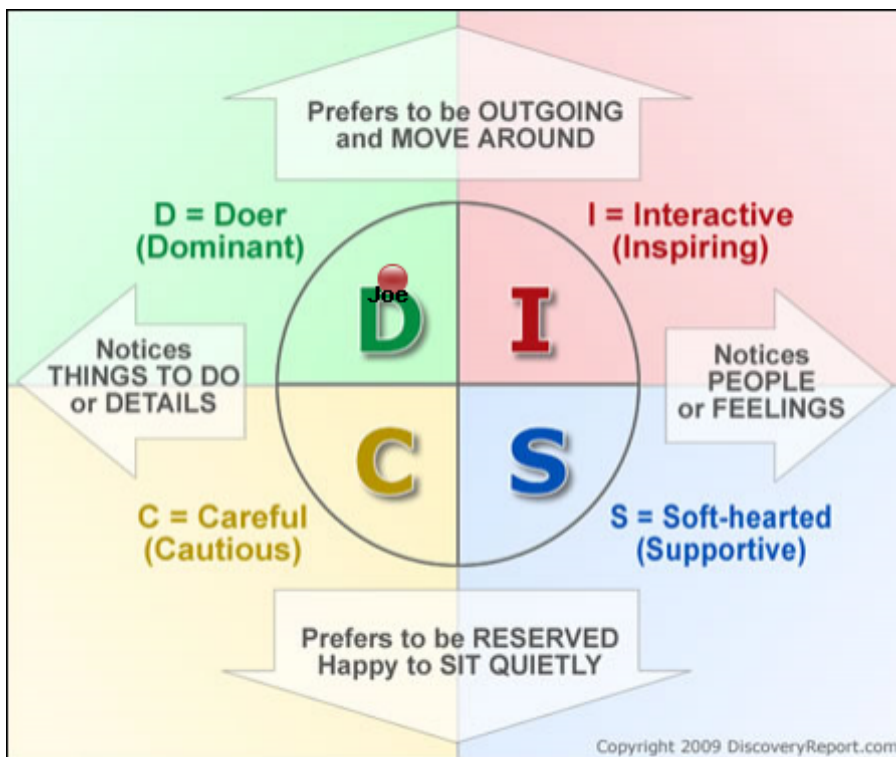 Prefers to be OUTGOING
and MOVE AROUND
D = Doer
(Dominant)
I = Interactive
(Inspiring)
Joe
D
I
Notices
THINGS TO DO
or DETAILS
Notices
PEOPLE
or FEELINGS
C
S
C = Careful
(Cautious)
S = Soft-hearted
(Supportive)
Prefers to be RESERVED
Happy to SIT QUIETLY
Copyright 2009 DiscoveryReport.com